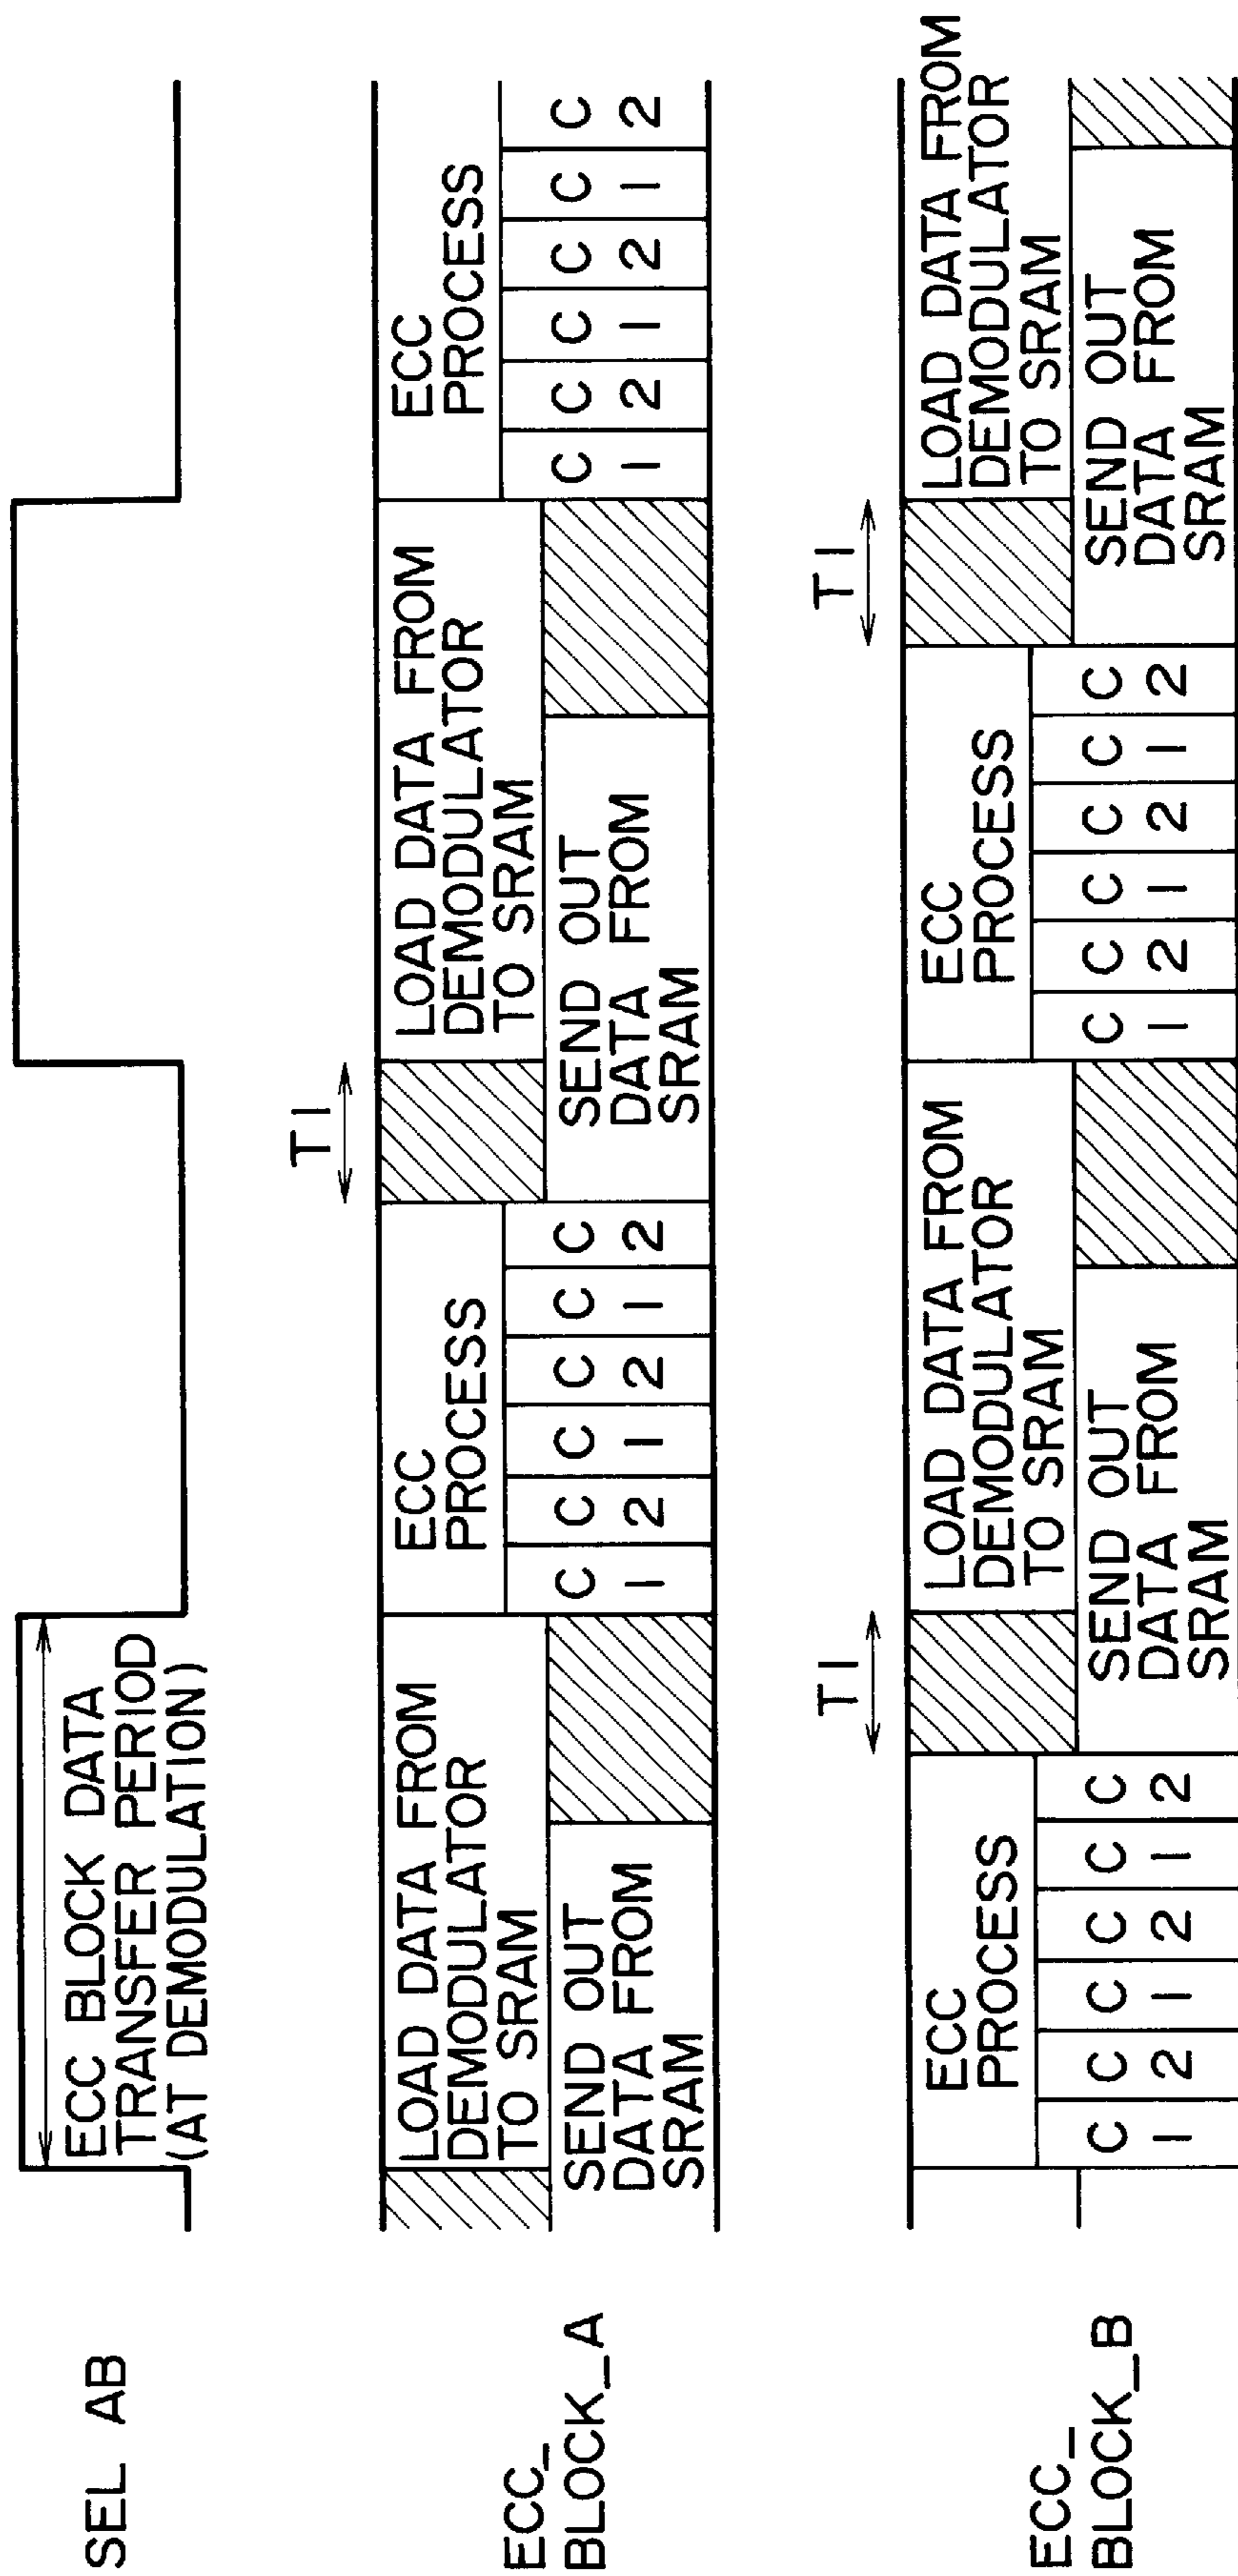 SEL AB
ECC BLOCK DATA
TRANSFER PERIOD
(AT DEMODULATION)
ECC_
BLOCK_A
LOAD DATA FROM
DEMODULATOR
TO SRAM
SEND OUT
DATA FROM
SRAM
ECC
PROCESS
C C C C C C
1 2 1 2 1 2
T1
LOAD DATA FROM
DEMODULATOR
TO SRAM
SEND OUT
DATA FROM
SRAM
ECC
PROCESS
C C C C C C
1 2 1 2 1 2
ECC_
BLOCK_B
ECC
PROCESS
C C C C C C
1 2 1 2 1 2
T1
LOAD DATA FROM
DEMODULATOR
TO SRAM
SEND OUT
DATA FROM
SRAM
ECC
PROCESS
C C C C C C
1 2 1 2 1 2
T1
LOAD DATA FROM
DEMODULATOR
TO SRAM
SEND OUT
DATA FROM
SRAM